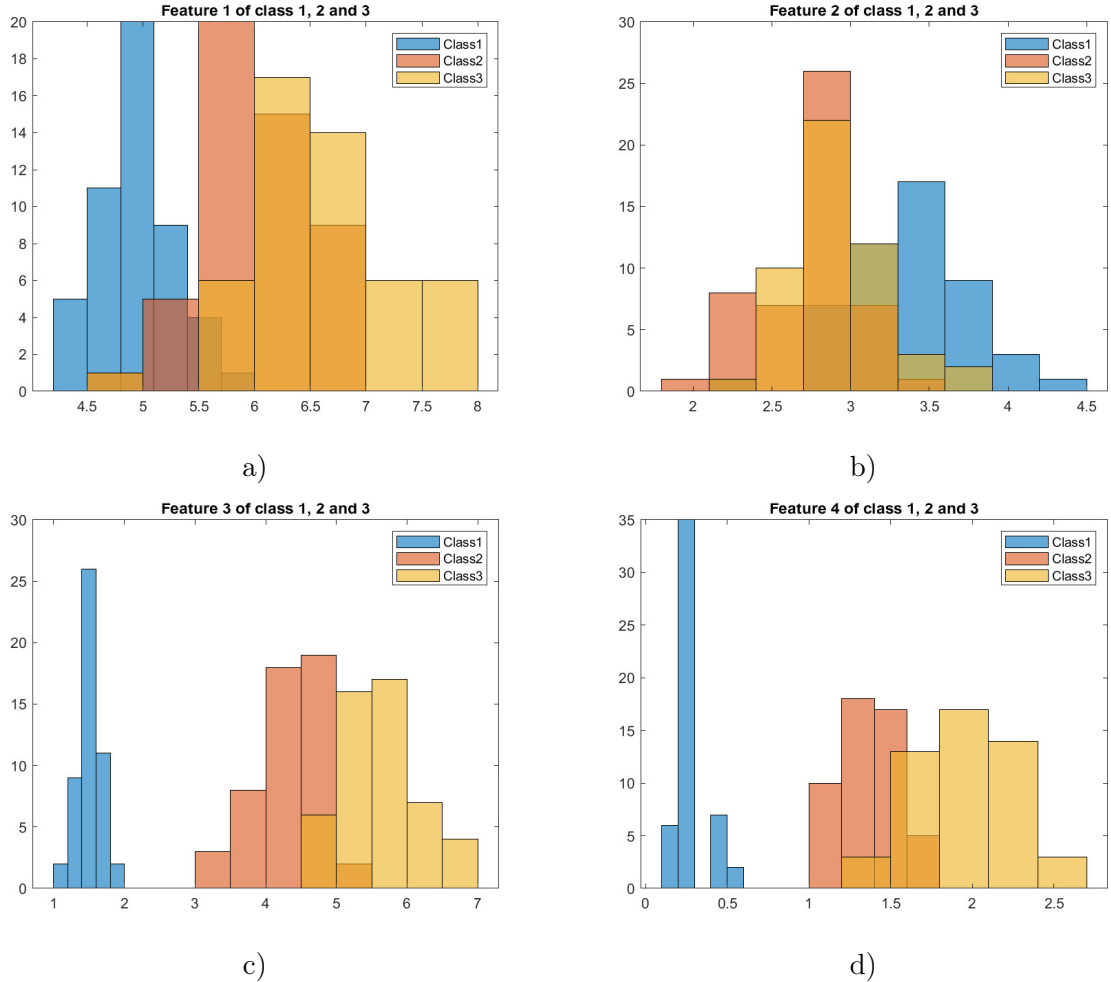 Feature 1 of class 1, 2 and 3
20
18
16
14
12
10
8
6
4
2
0
4.5 5 5.5 6 6.5 7 7.5 8
Class1
Class2
Class3
a)
Feature 2 of class 1, 2 and 3
30
25
20
15
10
5
0
2 2.5 3 3.5 4 4.5
Class1
Class2
Class3
b)
Feature 3 of class 1, 2 and 3
30
25
20
15
10
5
0
1 2 3 4 5 6 7
Class1
Class2
Class3
c)
Feature 4 of class 1, 2 and 3
35
30
25
20
15
10
5
0
0 0.5 1 1.5 2 2.5
Class1
Class2
Class3
d)